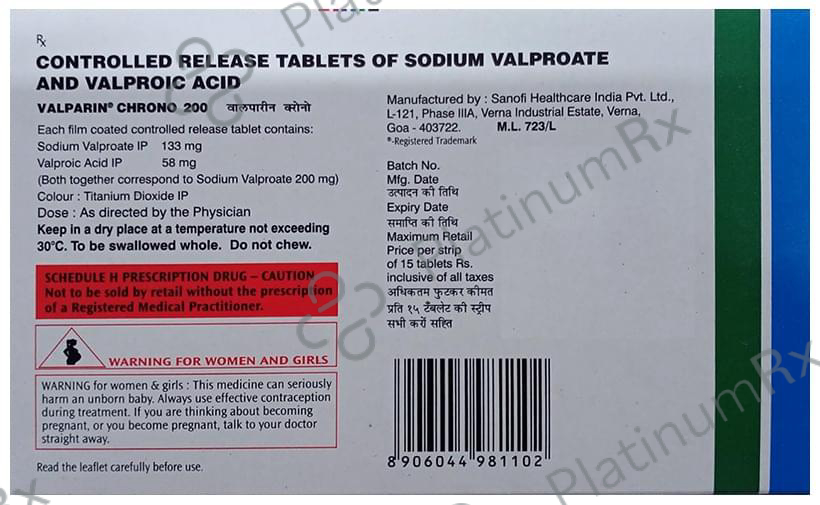 Rx
CONTROLLED RELEASE TABLETS OF SODIUM VALPROATE
AND VALPROIC ACID
VALPARIN® CHRONO 200 वालपारीन क्रोनो
Each film coated controlled release tablet contains:
Sodium Valproate IP 133 mg
Valproic Acid IP 58 mg
(Both together correspond to Sodium Valproate 200 mg)
Colour : Titanium Dioxide IP
Dose : As directed by the Physician
Keep in a dry place at a temperature not exceeding
30°C. To be swallowed whole. Do not chew.
SCHEDULE H PRESCRIPTION DRUG – CAUTION
Not to be sold by retail without the prescription
of a Registered Medical Practitioner.
WARNING FOR WOMEN AND GIRLS
WARNING for women & girls : This medicine can seriously
harm an unborn baby. Always use effective contraception
during treatment. If you are thinking about becoming
pregnant, or you become pregnant, talk to your doctor
straight away.
Read the leaflet carefully before use.
Manufactured by : Sanofi Healthcare India Pvt. Ltd.,
L-121, Phase IIIA, Verna Industrial Estate, Verna,
Goa - 403722. M.L. 723/L
®-Registered Trademark
Batch No.
Mfg. Date
उत्पादन की तिथि
Expiry Date
समाप्ति की तिथि
Maximum Retail
Price per strip
of 15 tablets Rs.
inclusive of all taxes
अधिकतम फुटकर कीमत
प्रति १५ टॅबलेट की स्ट्रीप
सभी करों सहित
8 906044 981102
PlatinumRx
PlatinumRx
PlatinumRx